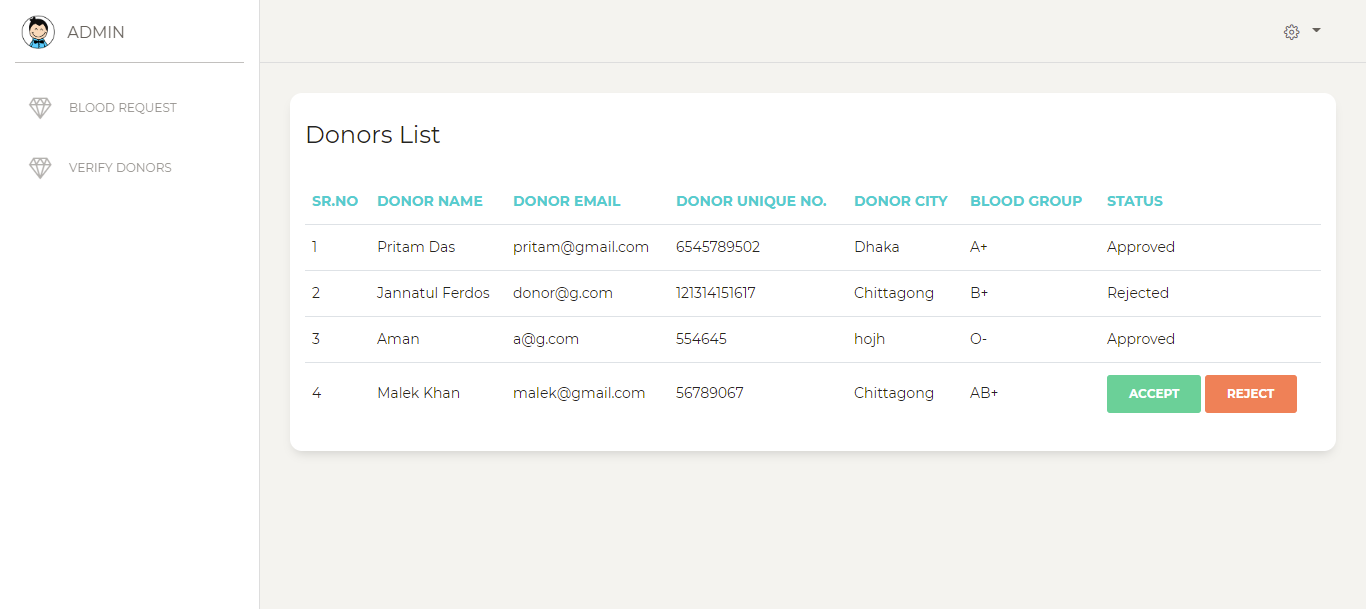 ADMIN
BLOOD REQUEST
VERIFY DONORS
Donors List
SR.NO DONOR NAME DONOR EMAIL DONOR UNIQUE NO. DONOR CITY BLOOD GROUP STATUS
1 Pritam Das pritam@gmail.com 6545789502 Dhaka A+ Approved
2 Jannatul Ferdos donor@g.com 121314151617 Chittagong B+ Rejected
3 Aman a@g.com 554645 hojh O- Approved
4 Malek Khan malek@gmail.com 56789067 Chittagong AB+ ACCEPT REJECT